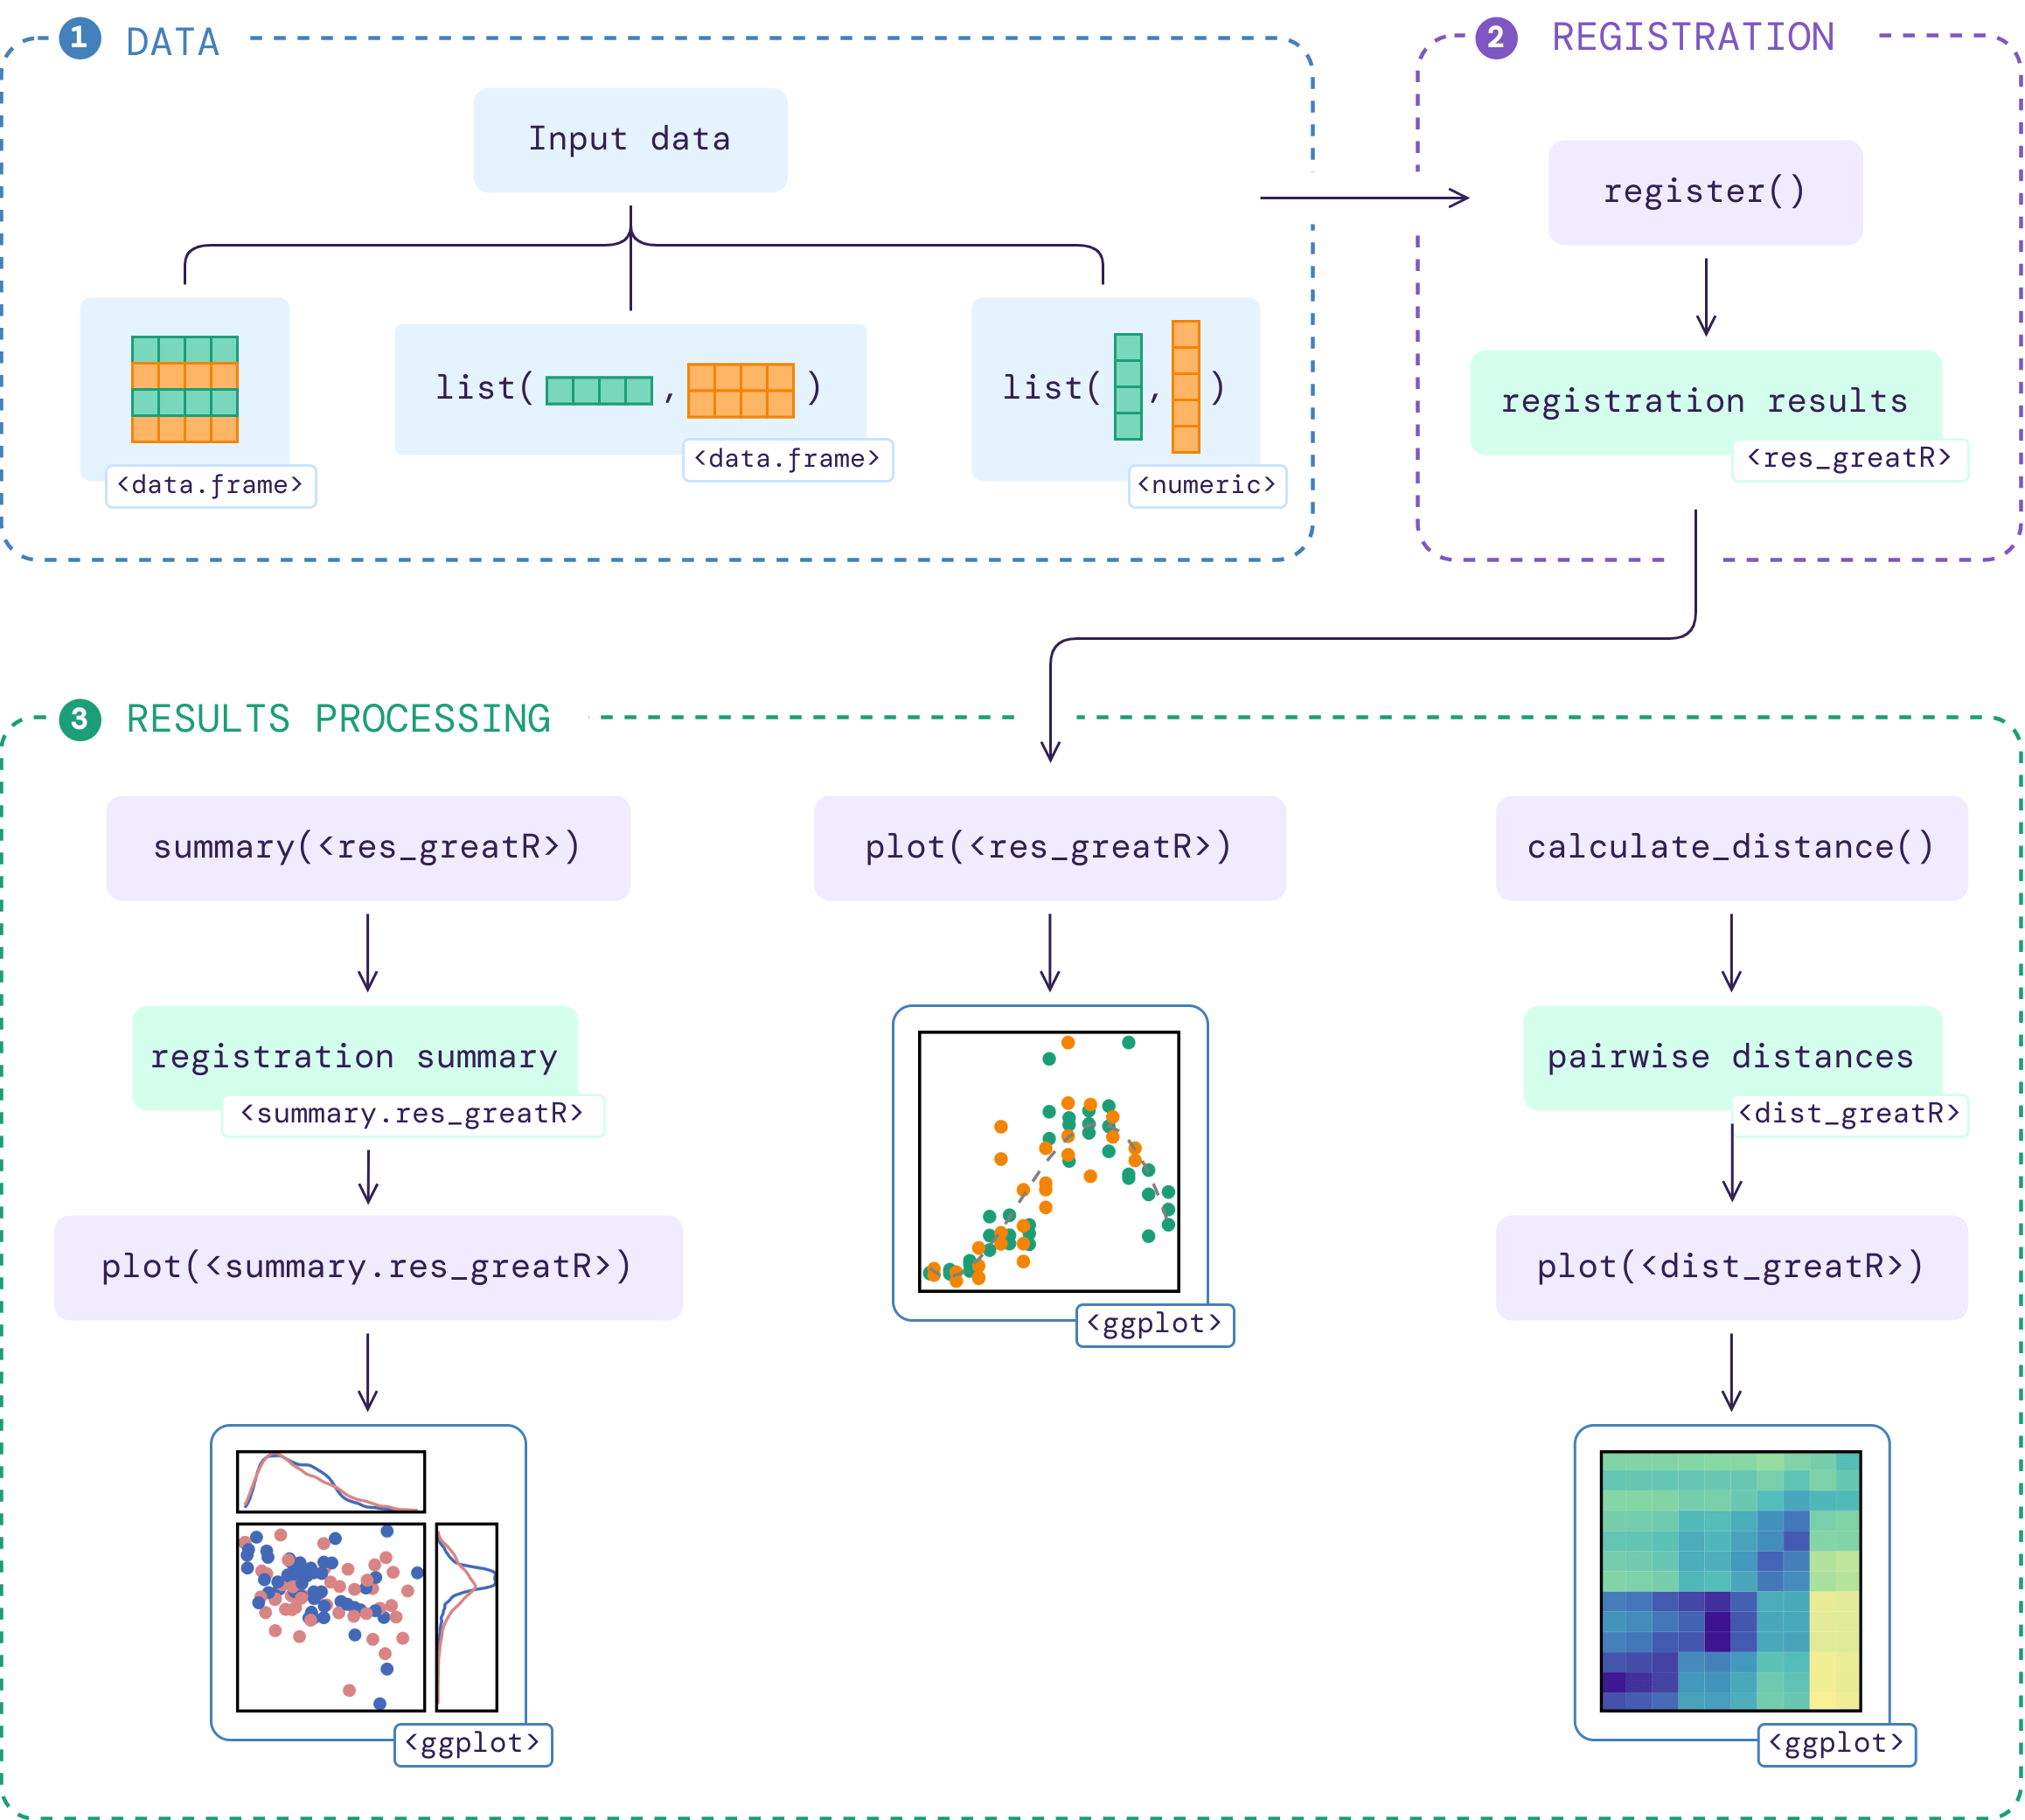 1 DATA
Input data
list( , )
list( , )
<data.frame>
<data.frame>
<numeric>
2 REGISTRATION
register()
registration results
<res_greatR>
3 RESULTS PROCESSING
summary(<res_greatR>)
registration summary
<summary.res_greatR>
plot(<summary.res_greatR>)
<ggplot>
plot(<res_greatR>)
<ggplot>
calculate_distance()
pairwise distances
<dist_greatR>
plot(<dist_greatR>)
<ggplot>